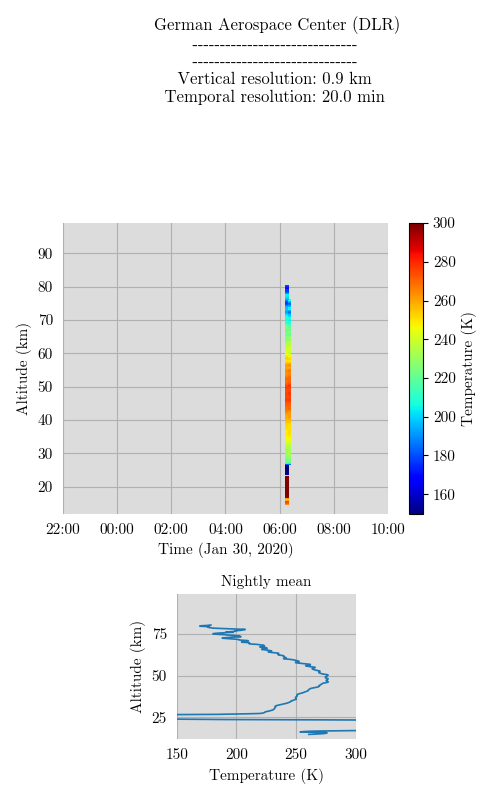 German Aerospace Center (DLR)
------------------------------
------------------------------
Vertical resolution: 0.9 km
Temporal resolution: 20.0 min
90
80
70
60
50
40
30
20
Altitude (km)
22:00 00:00 02:00 04:00 06:00 08:00 10:00
Time (Jan 30, 2020)
300
280
260
240
220
200
180
160
Temperature (K)
Nightly mean
75
50
25
Altitude (km)
150 200 250 300
Temperature (K)